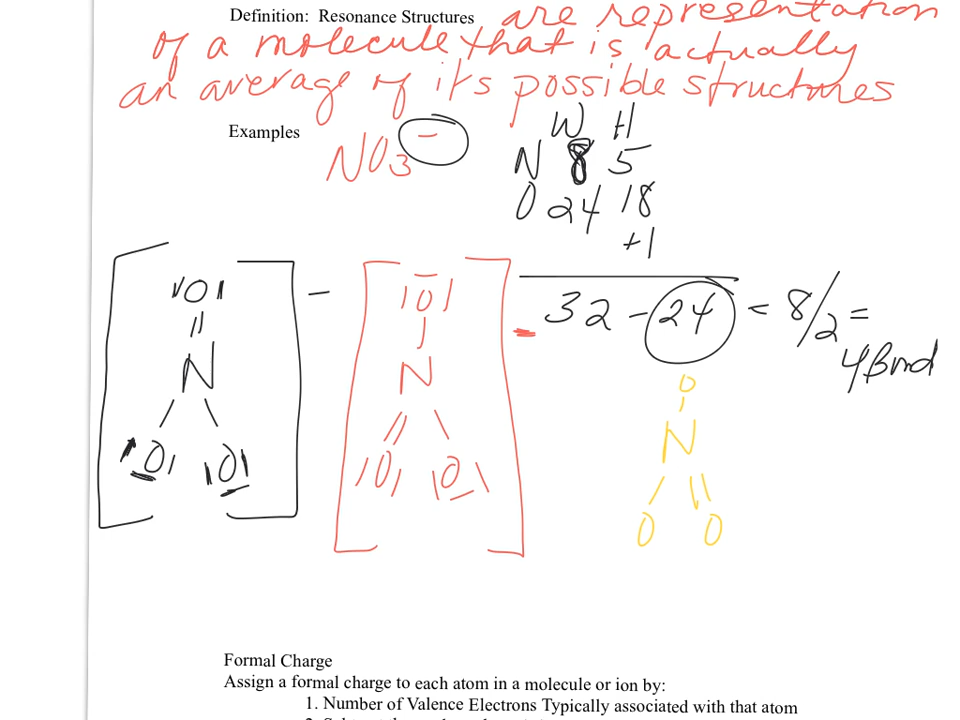 Definition: Resonance Structures are representation
of a molecule that is actually
an average of its possible structures
Examples
NO3 -
W H
N 8 5
O 24 18
+1
32 - 24 = 8/2 =
4 Bond
O
N
O O
-
O
N
O O
-
O
N
O O
Formal Charge
Assign a formal charge to each atom in a molecule or ion by:
1. Number of Valence Electrons Typically associated with that atom